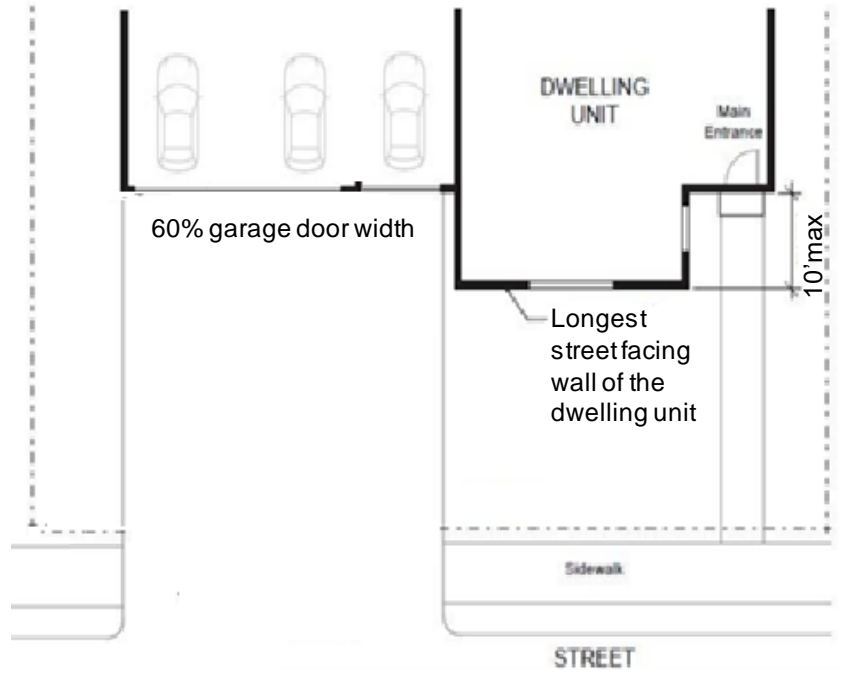 DWELLING
UNIT
Main
Entrance
60% garage door width
10’max
Longest
street facing
wall of the
dwelling unit
Sidewalk
STREET